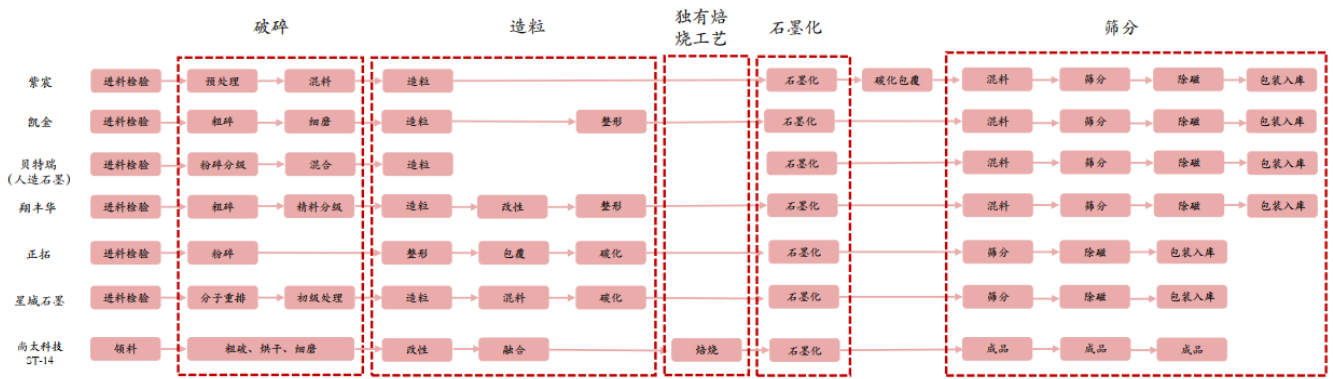 破碎 造粒 独有焙 石墨化 筛分
烧工艺
紫宸 进料检验 预处理 混料 造粒 石墨化 碳化包覆 混料 筛分 除磁 包装入库
凯金 进料检验 粗碎 细磨 造粒 整形 石墨化 混料 筛分 除磁 包装入库
贝特瑞 进料检验 粉碎分级 混合 造粒 石墨化 混料 筛分 除磁 包装入库
(人造石墨)
翔丰华 进料检验 粗碎 精料分级 造粒 改性 整形 石墨化 混料 筛分 除磁 包装入库
正拓 进料检验 粉碎 整形 包覆 碳化 石墨化 筛分 除磁 包装入库
星城石墨 进料检验 分子重排 初级处理 造粒 混料 碳化 石墨化 筛分 除磁 包装入库
尚太科技 领料 粗破、烘干、细磨 改性 融合 焙烧 石墨化 成品 成品 成品
ST-14